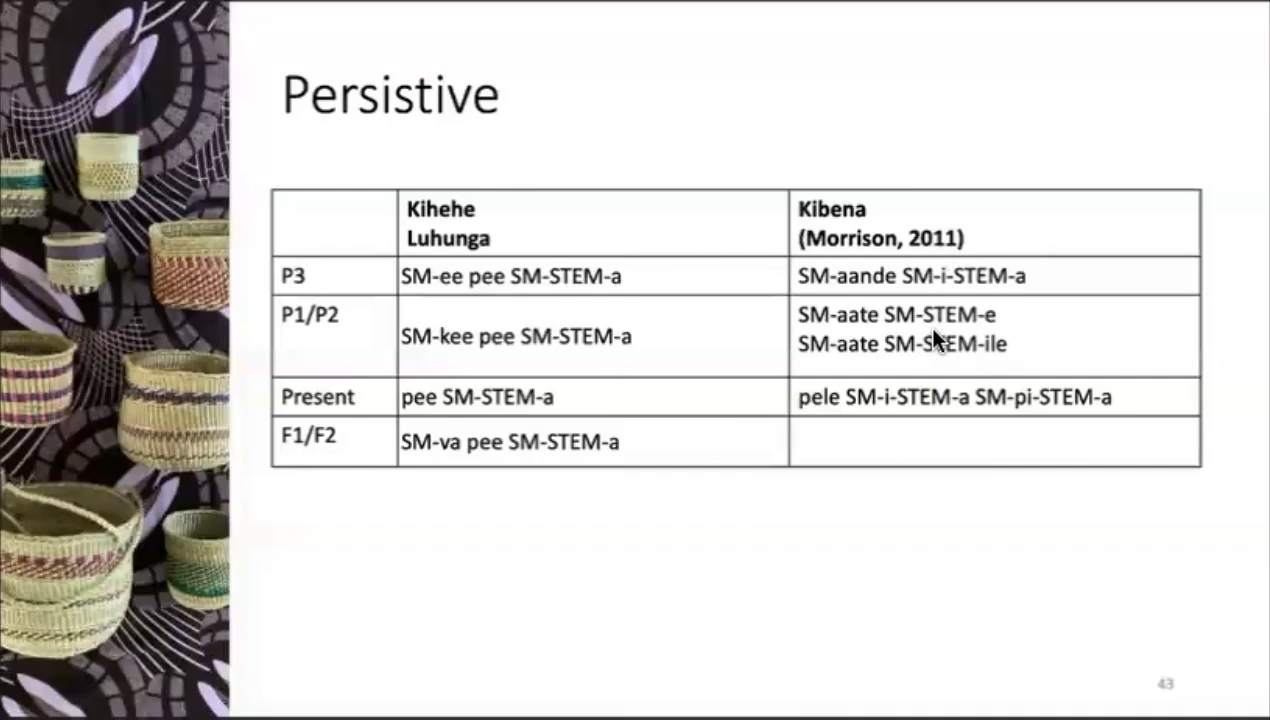 Persistive
Kihehe
Luhunga
Kibena
(Morrison, 2011)
P3
SM-ee pee SM-STEM-a
SM-aande SM-i-STEM-a
P1/P2
SM-kee pee SM-STEM-a
SM-aate SM-STEM-e
SM-aate SM-STEM-ile
Present
pee SM-STEM-a
pele SM-i-STEM-a SM-pi-STEM-a
F1/F2
SM-va pee SM-STEM-a
43